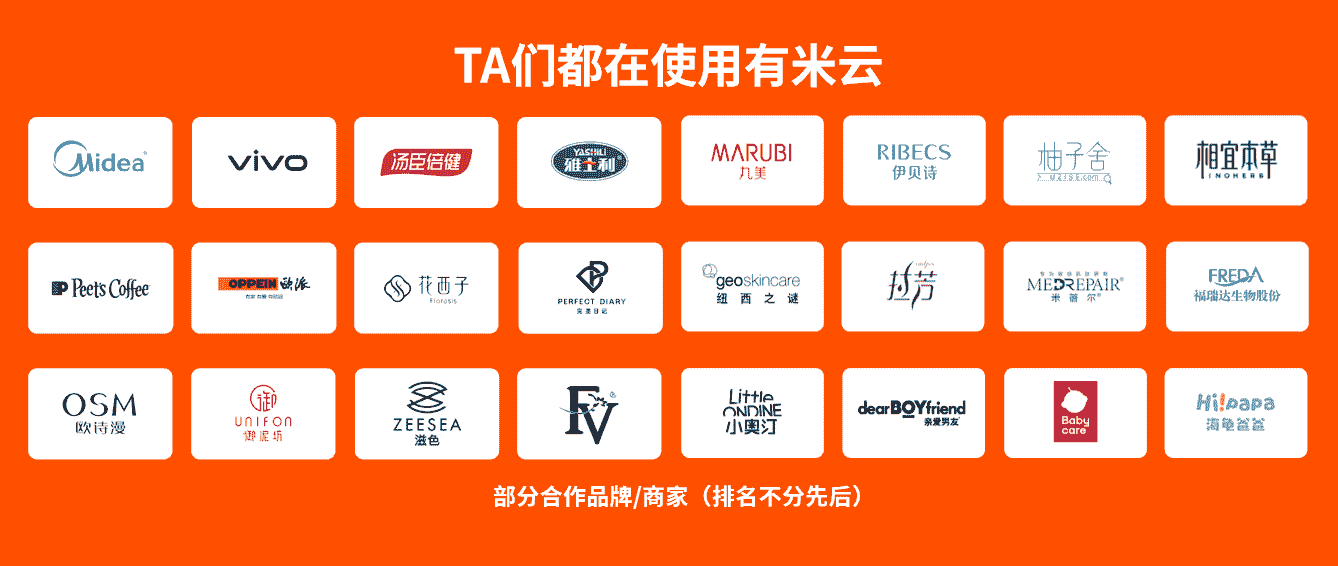 TA们都在使用有米云
Midea
vivo
汤臣倍健
YASHILI
雅士利
MARUBI
丸美
RIBECS
伊贝诗
柚子舍
相宜本草
INOHERB
Peet's Coffee
OPPEIN 欧派
花西子
Florasis
PERFECT DIARY
完美日记
geoskincare
纽西之谜
拉芳
MEDREPAIR
米蓓尔
FREDA
福瑞达生物股份
OSM
欧诗漫
御
UNIFON
御泥坊
ZEESEA
滋色
FV
Little
ONDINE
小奥汀
dearBOYfriend
亲爱男友
Baby
care
Hi!papa
海龟爸爸
部分合作品牌/商家（排名不分先后）